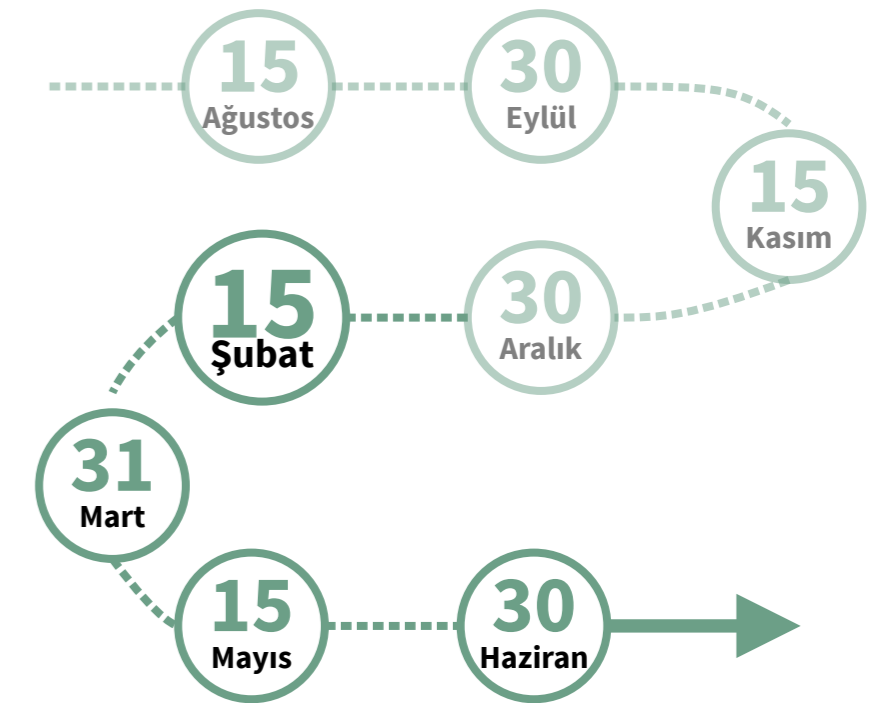 15
Ağustos
30
Eylül
15
Kasım
30
Aralık
15
Şubat
31
Mart
15
Mayıs
30
Haziran